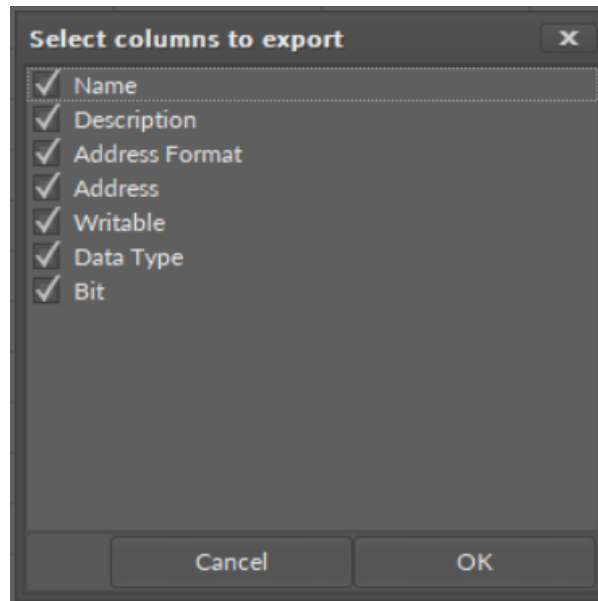 Select columns to export
Name
Description
Address Format
Address
Writable
Data Type
Bit
Cancel
OK